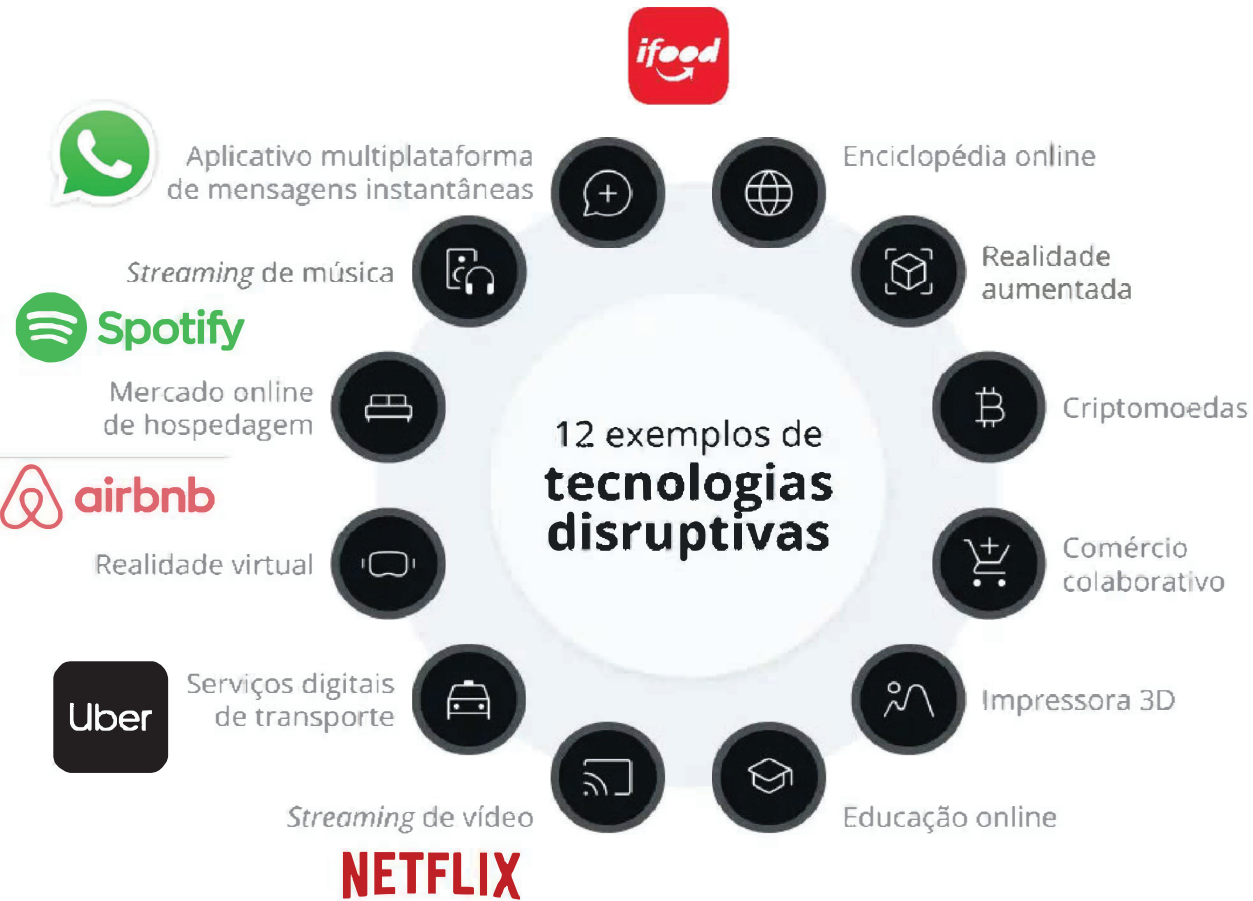 ifood
Aplicativo multiplataforma
de mensagens instantâneas
Enciclopédia online
Streaming de música
Realidade
aumentada
Spotify
Mercado online
de hospedagem
Criptomoedas
12 exemplos de
tecnologias
disruptivas
airbnb
Realidade virtual
Comércio
colaborativo
Uber
Serviços digitais
de transporte
Impressora 3D
Streaming de vídeo
Educação online
NETFLIX